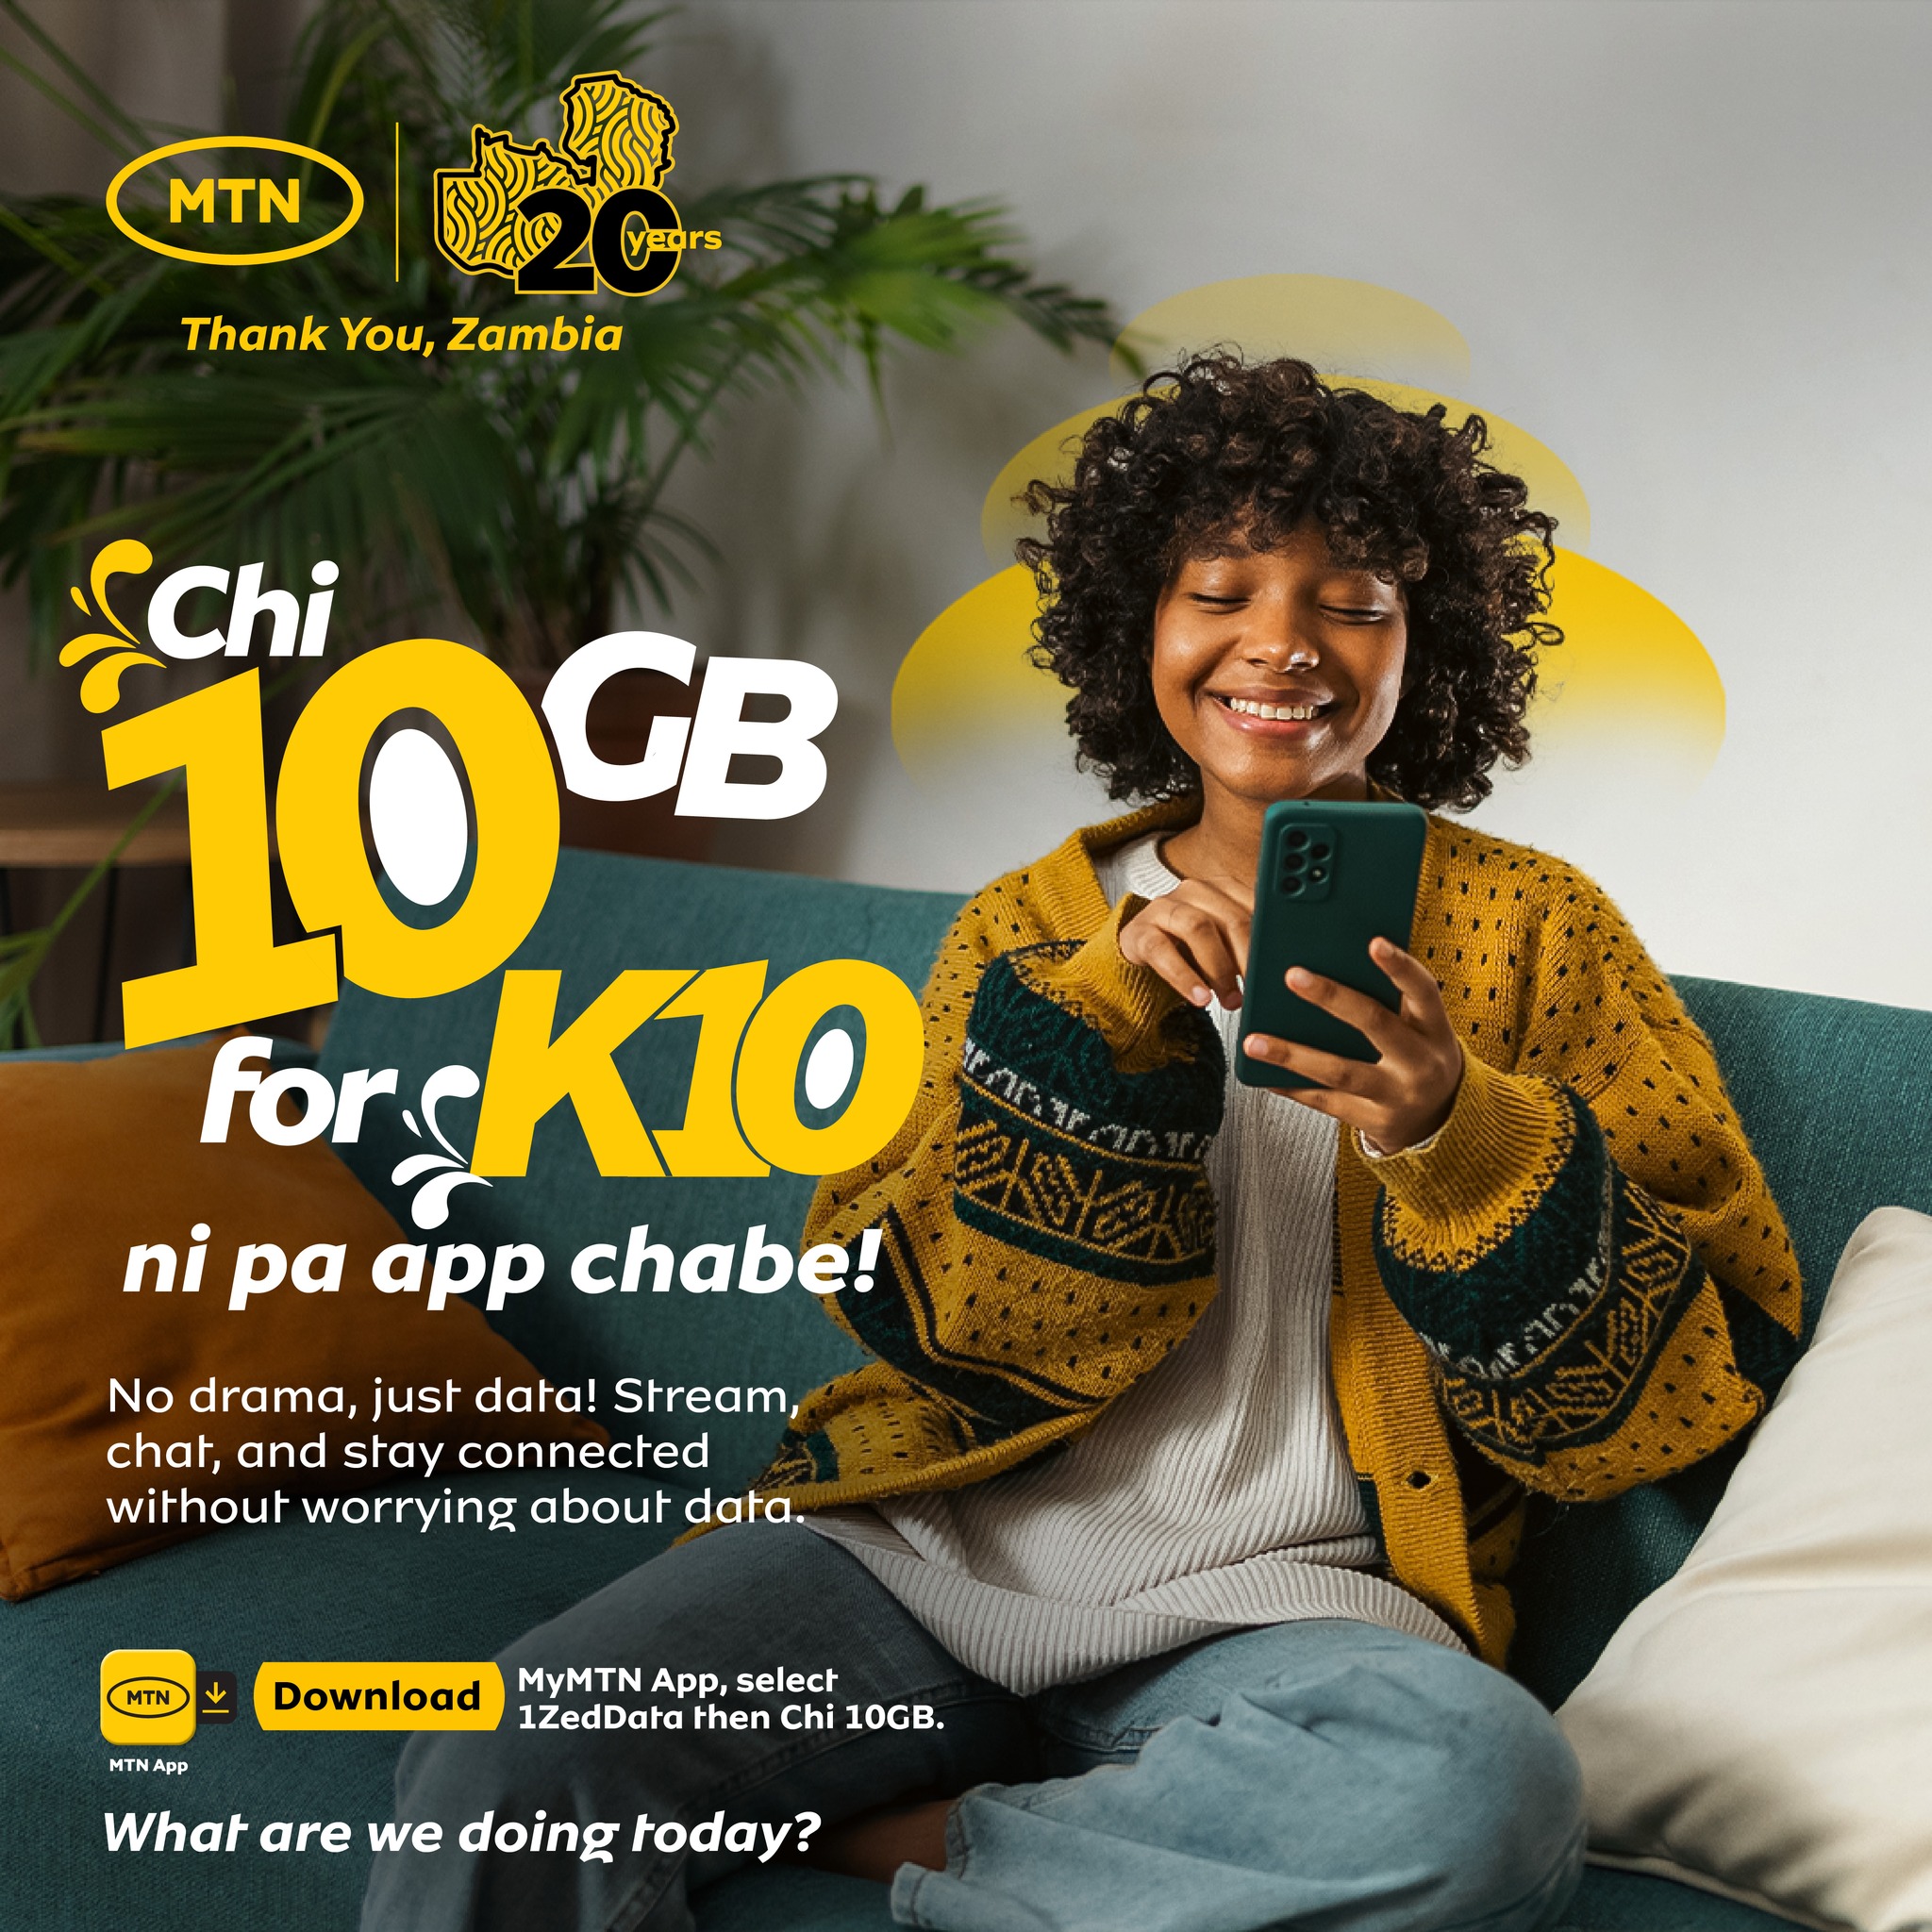 MTN
20
years
Thank You, Zambia
Chi
10GB
for K10
ni pa app chabe!
No drama, just data! Stream,
chat, and stay connected
without worrying about data.
MTN
MTN App
Download
MyMTN App, select
1ZedData then Chi 10GB.
What are we doing today?